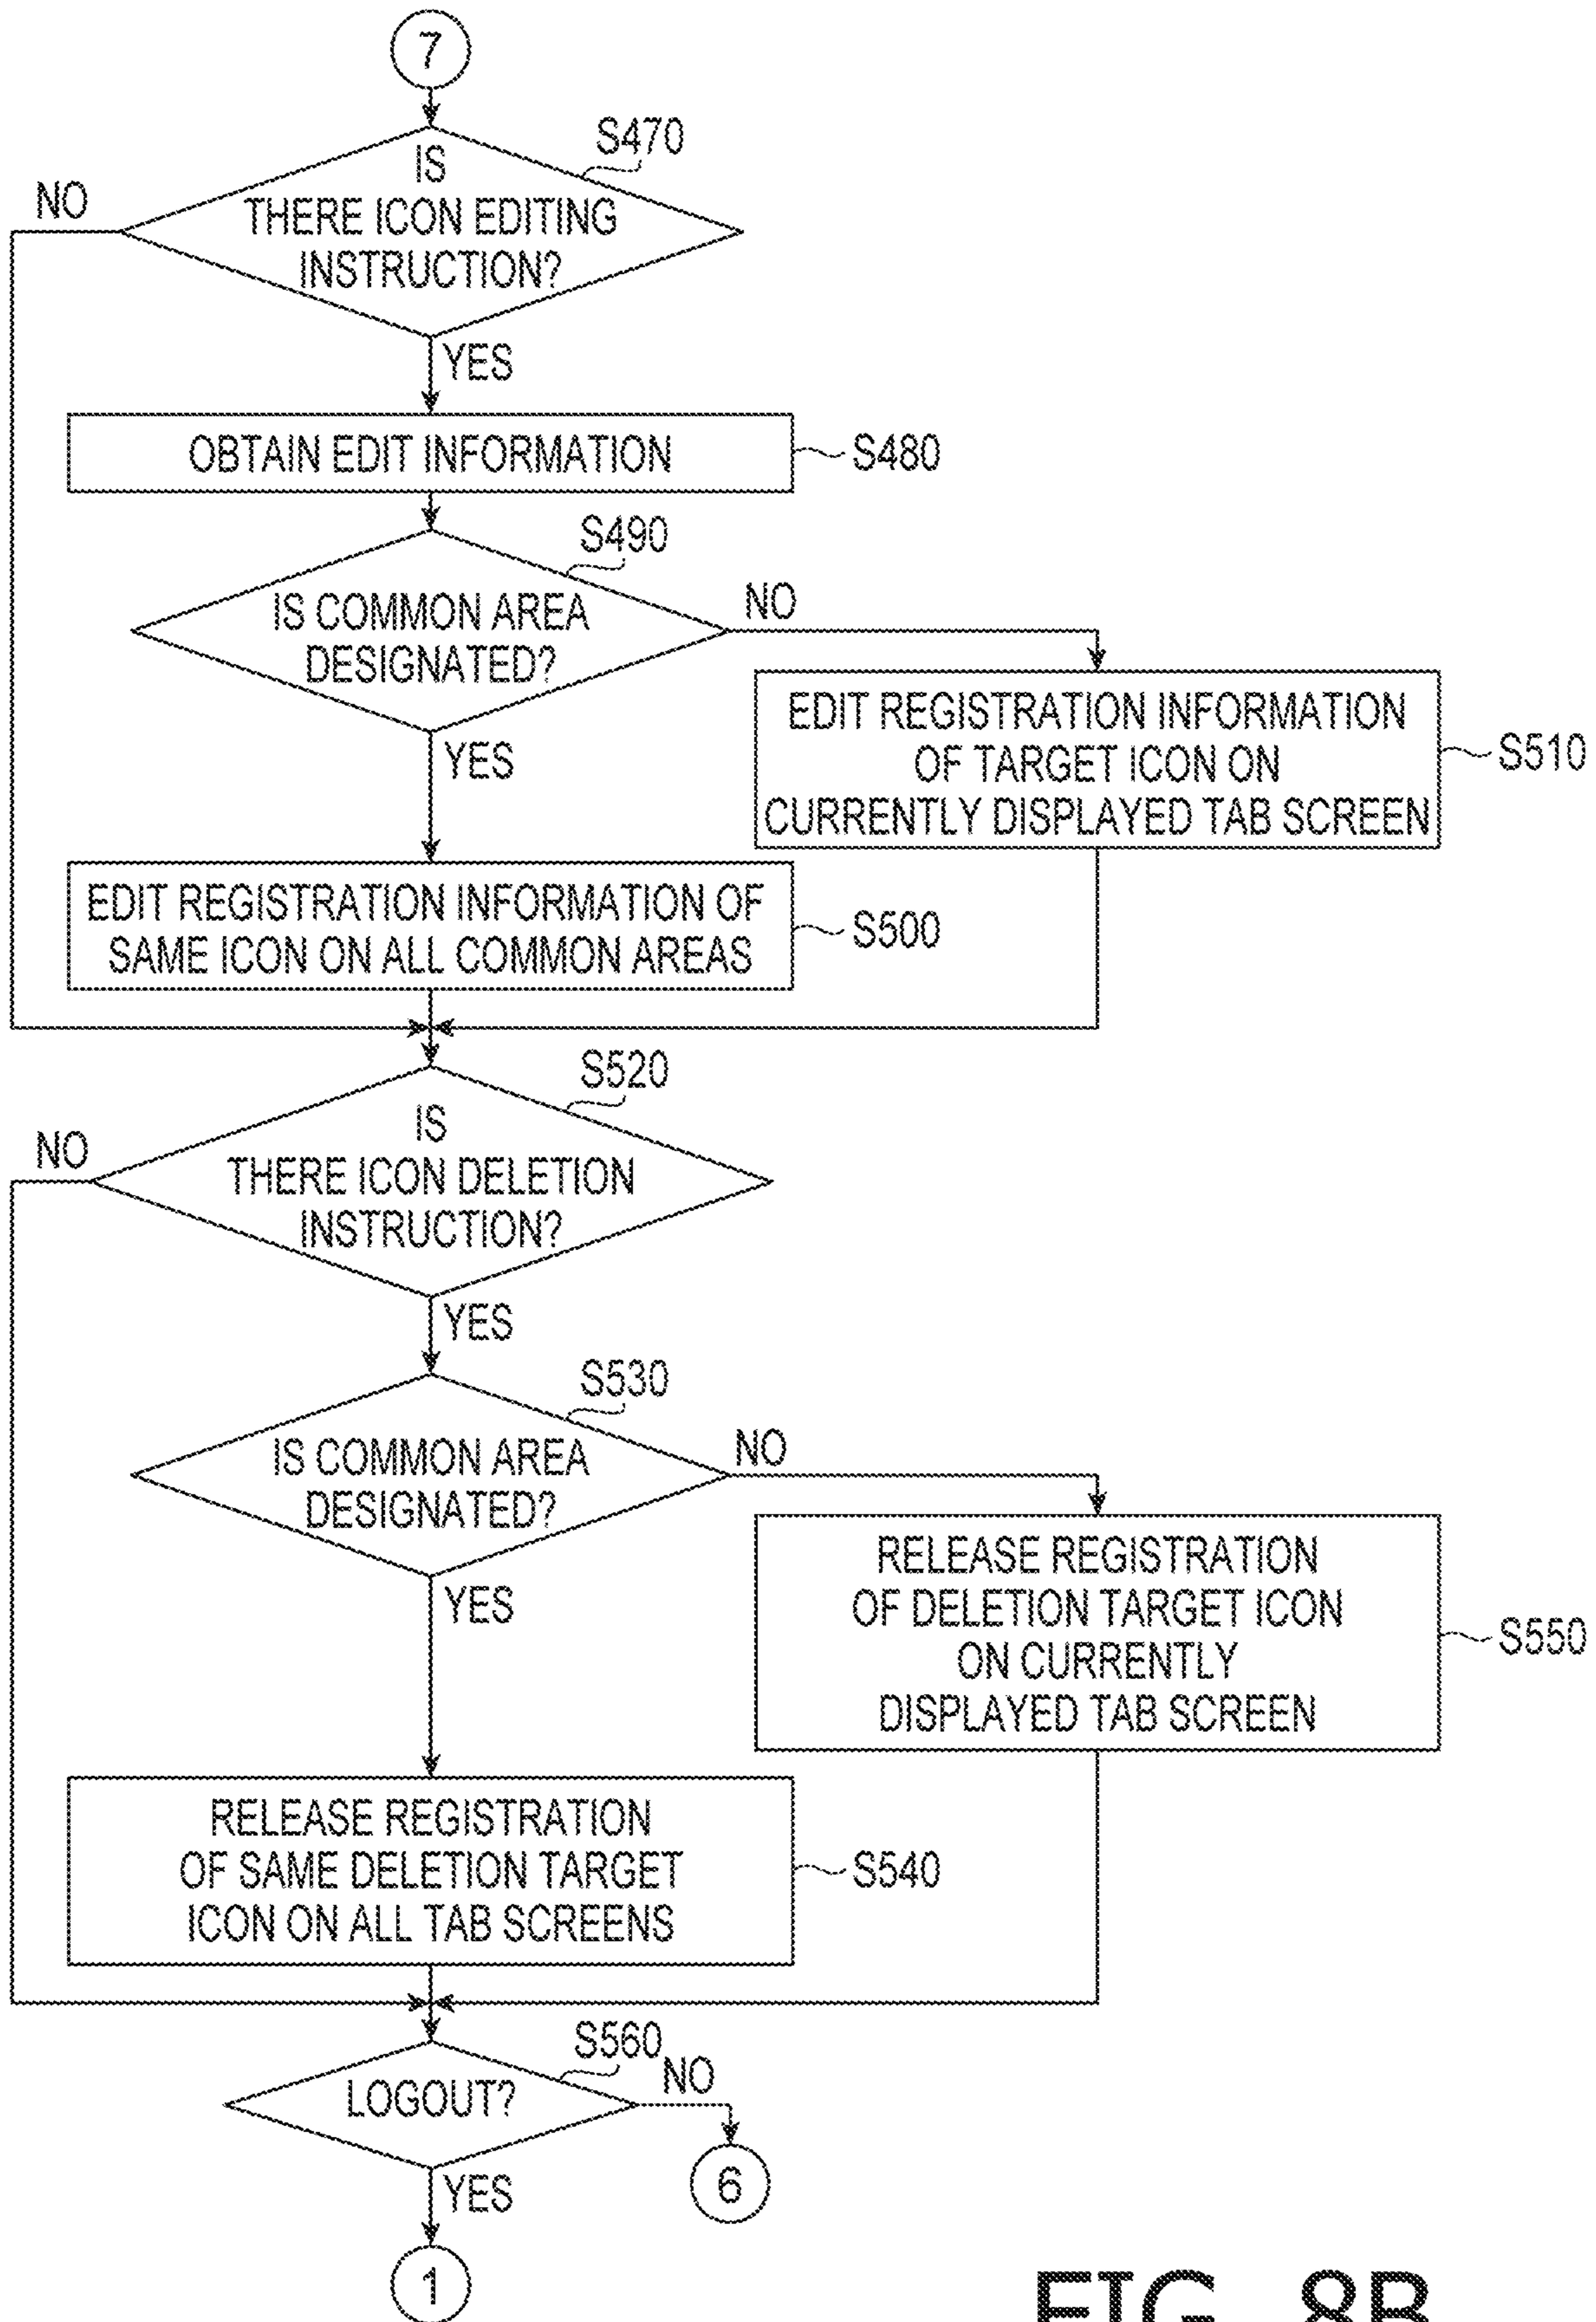 7
S470
IS
THERE ICON EDITING
INSTRUCTION?
NO
YES
OBTAIN EDIT INFORMATION
S480
S490
IS COMMON AREA
DESIGNATED?
NO
YES
EDIT REGISTRATION INFORMATION
OF TARGET ICON ON
CURRENTLY DISPLAYED TAB SCREEN
S510
EDIT REGISTRATION INFORMATION OF
SAME ICON ON ALL COMMON AREAS
S500
S520
IS
THERE ICON DELETION
INSTRUCTION?
NO
YES
S530
IS COMMON AREA
DESIGNATED?
NO
YES
RELEASE REGISTRATION
OF DELETION TARGET ICON
ON CURRENTLY
DISPLAYED TAB SCREEN
S550
RELEASE REGISTRATION
OF SAME DELETION TARGET
ICON ON ALL TAB SCREENS
S540
S560
LOGOUT?
NO
6
YES
1
FIG. 8B